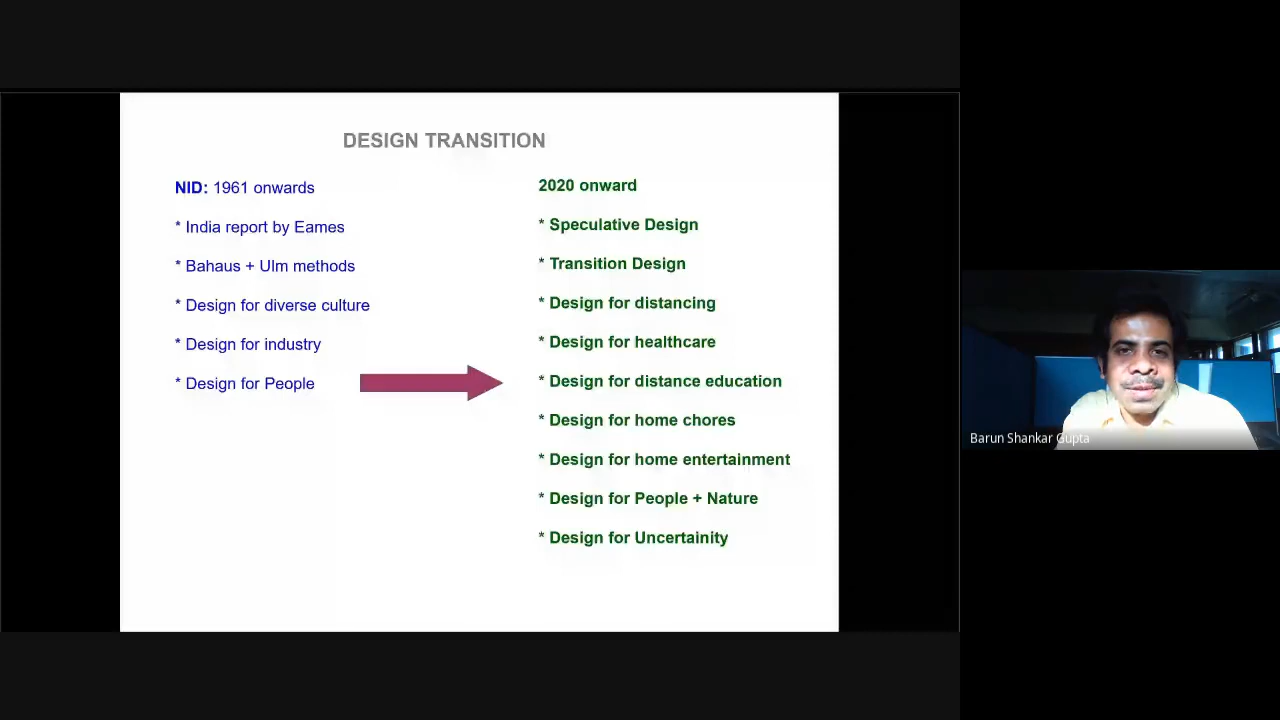 DESIGN TRANSITION
NID: 1961 onwards
* India report by Eames
* Bahaus + Ulm methods
* Design for diverse culture
* Design for industry
* Design for People
2020 onward
* Speculative Design
* Transition Design
* Design for distancing
* Design for healthcare
* Design for distance education
* Design for home chores
* Design for home entertainment
* Design for People + Nature
* Design for Uncertainity
Barun Shankar Gupta